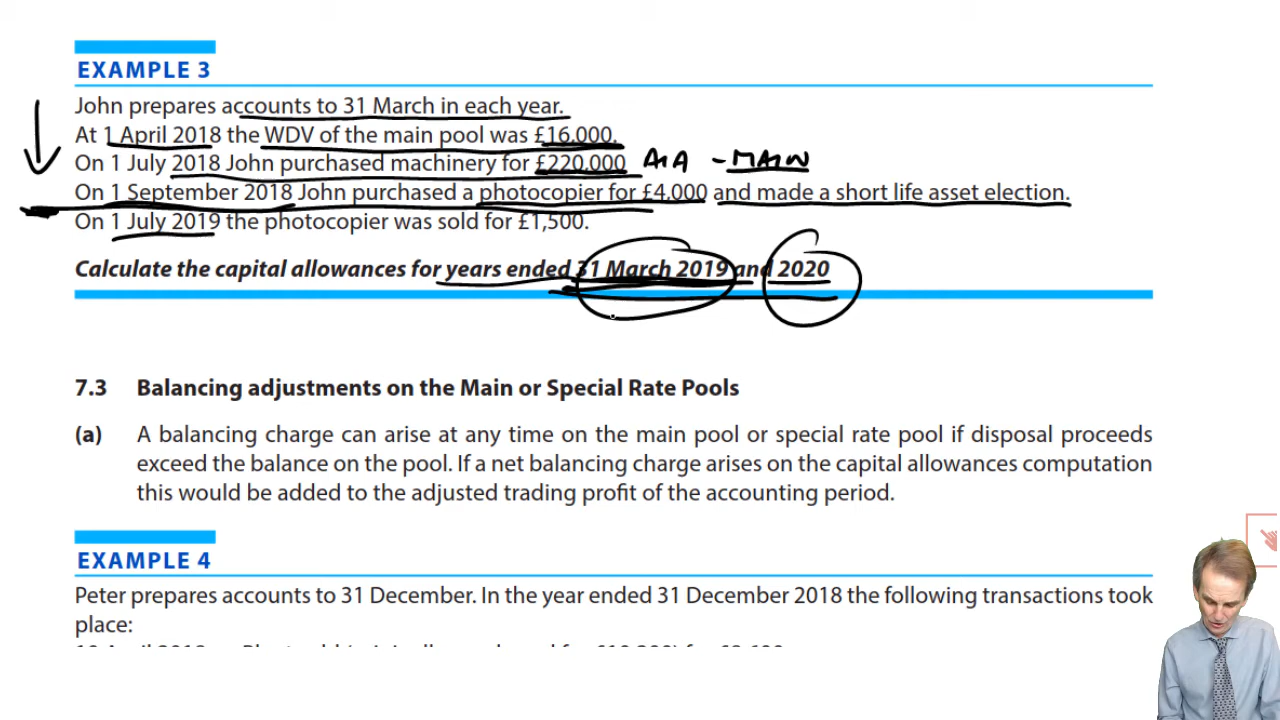 EXAMPLE 3
John prepares accounts to 31 March in each year.
At 1 April 2018 the WDV of the main pool was £16,000.
On 1 July 2018 John purchased machinery for £220,000 AIA - MAIN
On 1 September 2018 John purchased a photocopier for £4,000 and made a short life asset election.
On 1 July 2019 the photocopier was sold for £1,500.
Calculate the capital allowances for years ended 31 March 2019 and 2020
7.3 Balancing adjustments on the Main or Special Rate Pools
(a) A balancing charge can arise at any time on the main pool or special rate pool if disposal proceeds
exceed the balance on the pool. If a net balancing charge arises on the capital allowances computation
this would be added to the adjusted trading profit of the accounting period.
EXAMPLE 4
Peter prepares accounts to 31 December. In the year ended 31 December 2018 the following transactions took
place: